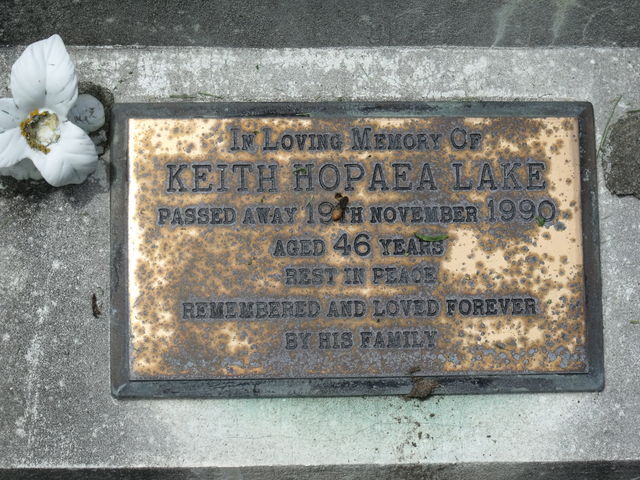 In Loving Memory Of
KEITH HOPAEA LAKE
PASSED AWAY 19TH NOVEMBER 1990
AGED 46 YEARS
REST IN PEACE
REMEMBERED AND LOVED FOREVER
BY HIS FAMILY